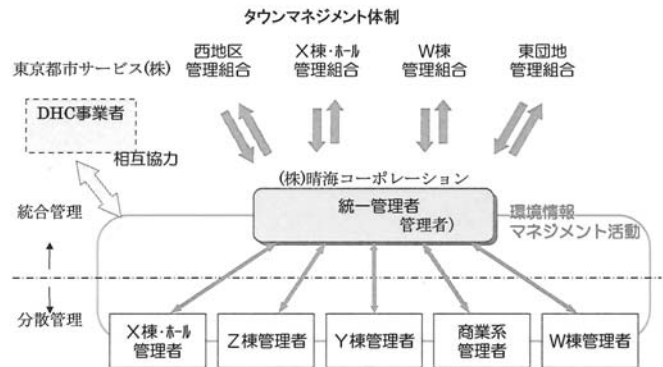 タウンマネジメント体制
西地区
管理組合
X棟･ﾎｰﾙ
管理組合
W棟
管理組合
東団地
管理組合
東京都市サービス(株)
DHC事業者
相互協力
(株)晴海コーポレーション
統一管理者
管理者）
環境情報
マネジメント活動
統合管理
分散管理
X棟･ﾎｰﾙ
管理者
Z棟管理者
Y棟管理者
商業系
管理者
W棟管理者